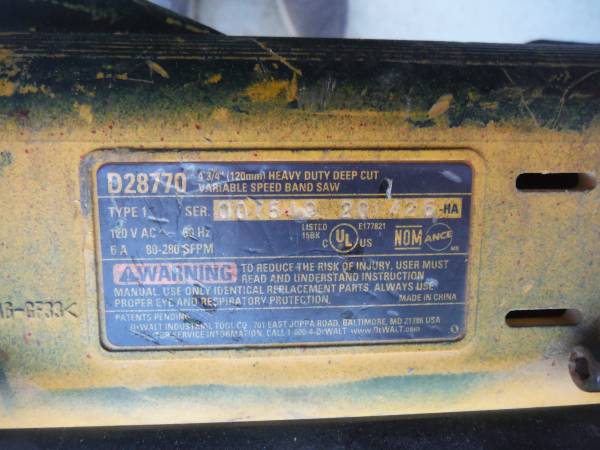 D28770 4 3/4" (120mm) HEAVY DUTY DEEP CUT
VARIABLE SPEED BAND SAW
TYPE 1 SER. -HA
120 V AC~ 60 Hz
6 A 80-280 SFPM
LISTED
15BK
E177621
C UL US
NOM ANCE
WARNING TO REDUCE THE RISK OF INJURY, USER MUST
READ AND UNDERSTAND INSTRUCTION
MANUAL. USE ONLY IDENTICAL REPLACEMENT PARTS. ALWAYS USE
PROPER EYE AND RESPIRATORY PROTECTION. MADE IN CHINA
PATENTS PENDING
DEWALT INDUSTRIAL TOOL CO. 701 EAST JOPPA ROAD, BALTIMORE, MD 21286 USA
FOR SERVICE INFORMATION, CALL 1-800-4-DEWALT www.DEWALT.com